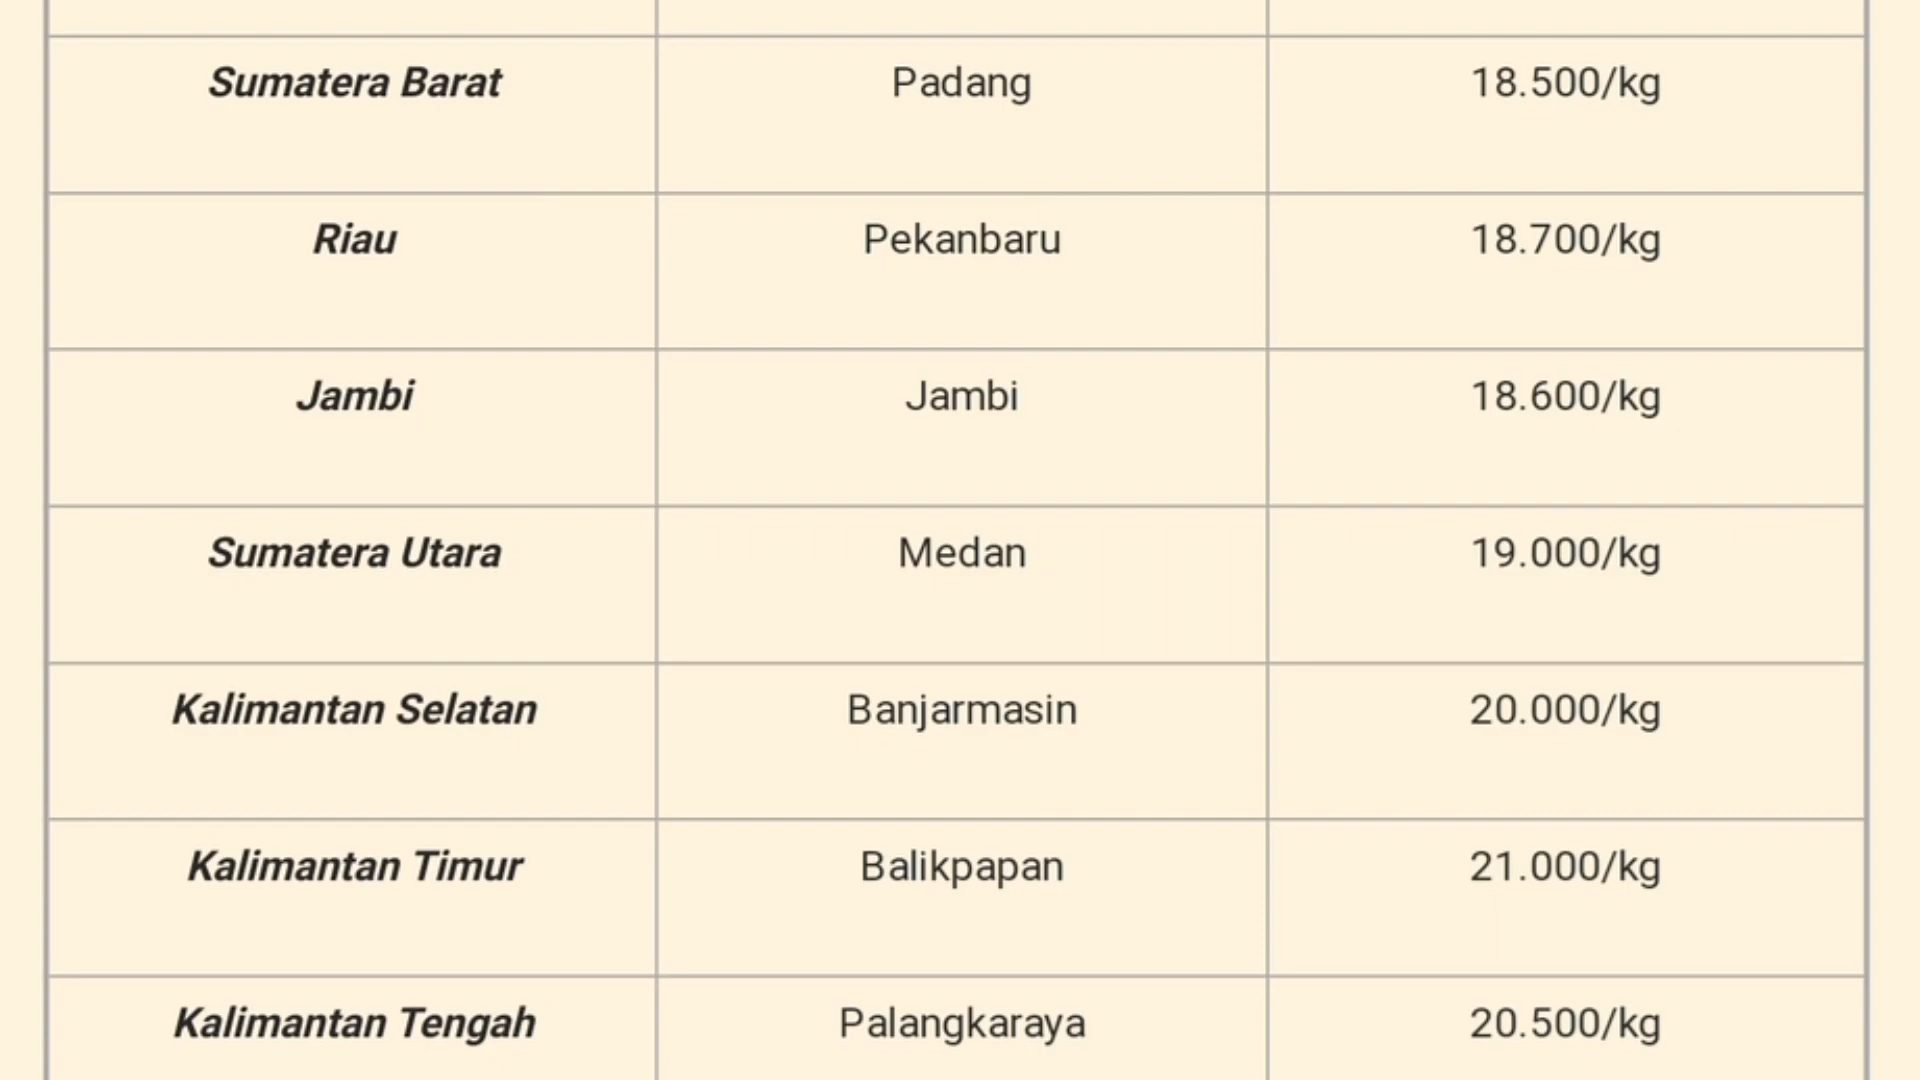 Sumatera Barat Padang 18.500/kg
Riau Pekanbaru 18.700/kg
Jambi Jambi 18.600/kg
Sumatera Utara Medan 19.000/kg
Kalimantan Selatan Banjarmasin 20.000/kg
Kalimantan Timur Balikpapan 21.000/kg
Kalimantan Tengah Palangkaraya 20.500/kg